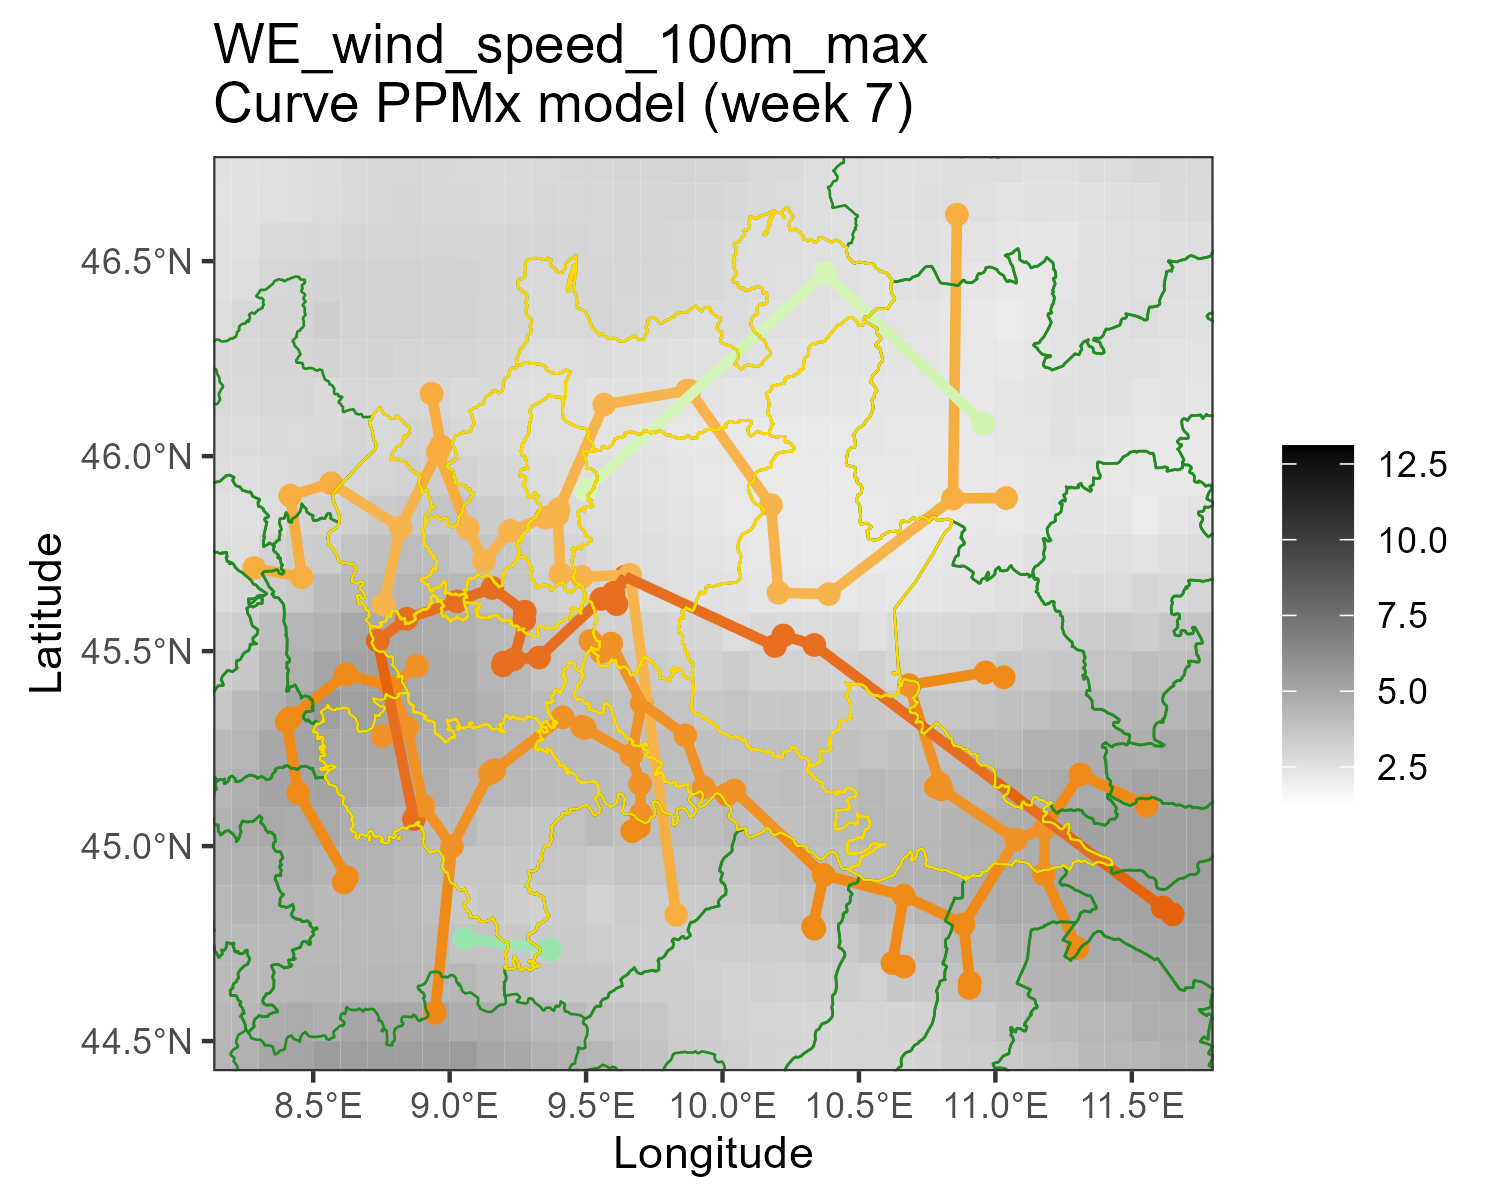 WE_wind_speed_100m_max
Curve PPMx model (week 7)
46.5°N
46.0°N
45.5°N
45.0°N
44.5°N
Latitude
8.5°E
9.0°E
9.5°E
10.0°E
10.5°E
11.0°E
11.5°E
Longitude
12.5
10.0
7.5
5.0
2.5